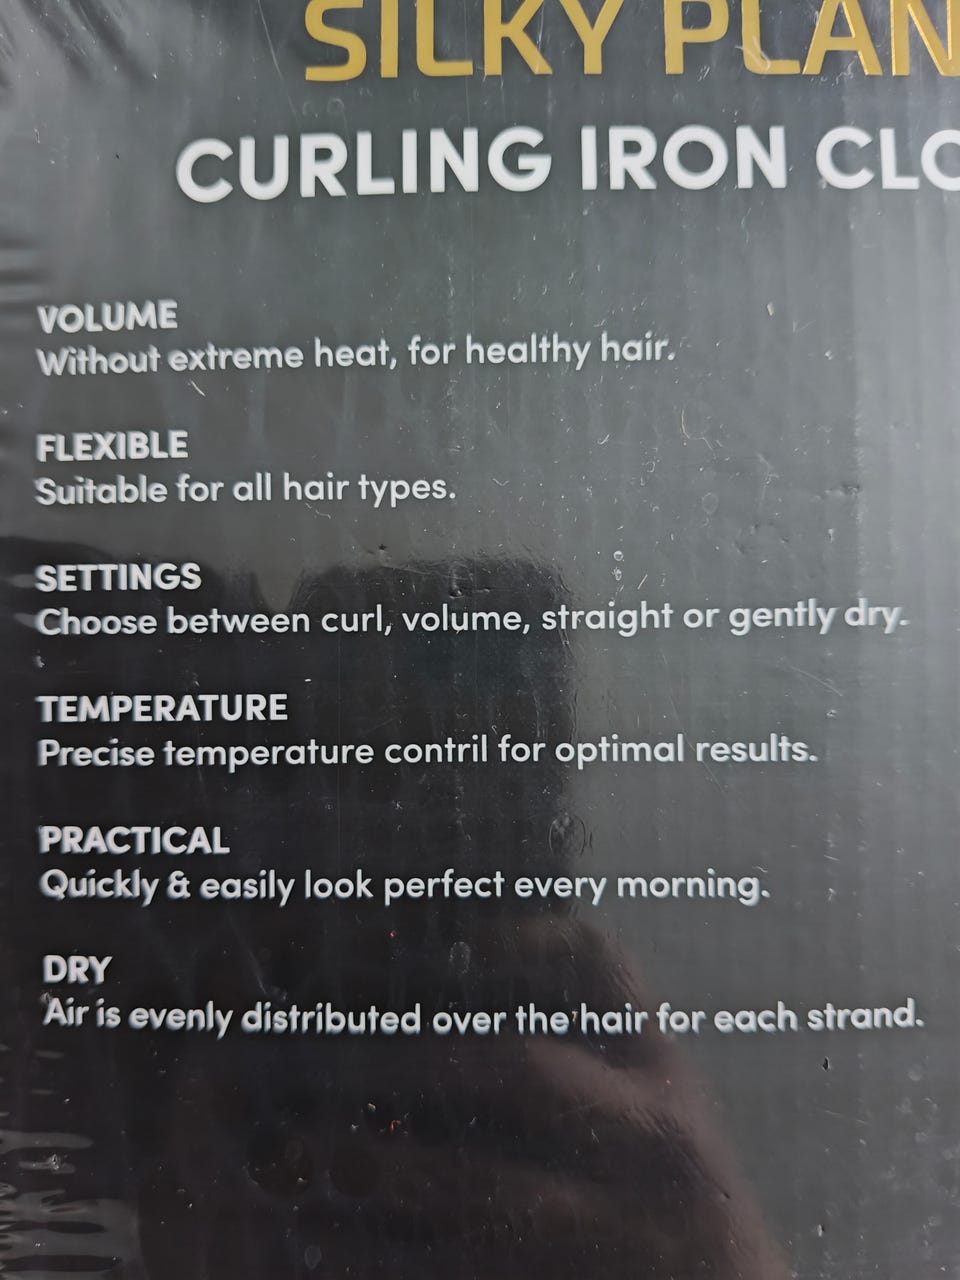 SILKY PLAN
CURLING IRON CLO
VOLUME
Without extreme heat, for healthy hair.
FLEXIBLE
Suitable for all hair types.
SETTINGS
Choose between curl, volume, straight or gently dry.
TEMPERATURE
Precise temperature contril for optimal results.
PRACTICAL
Quickly & easily look perfect every morning.
DRY
Air is evenly distributed over the hair for each strand.